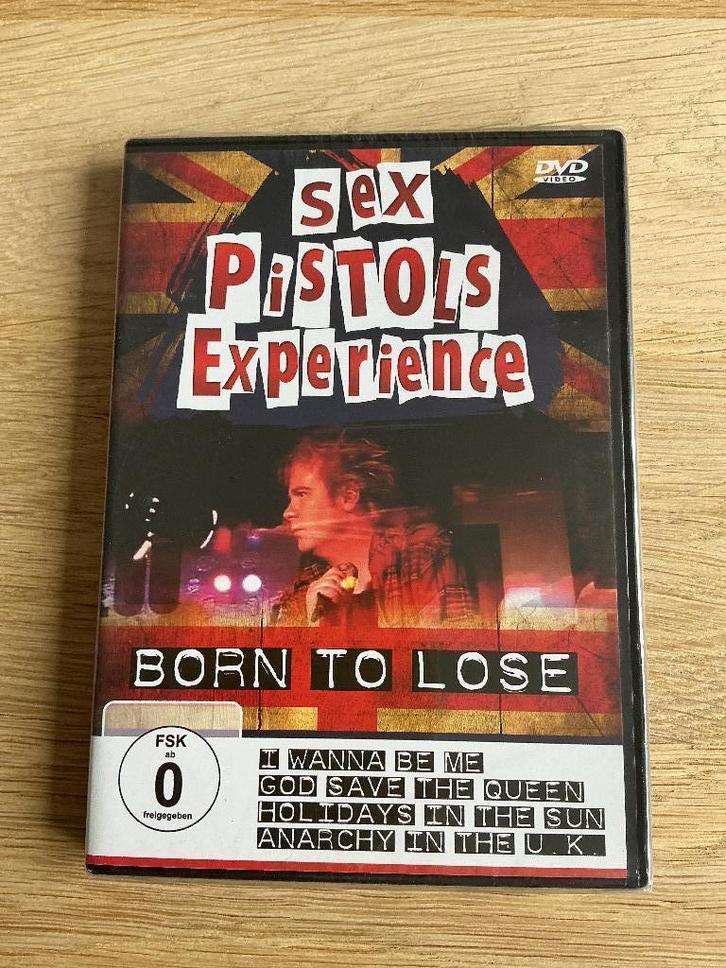 DVD
VIDEO
Sex
PiSTOLS
Experience
BORN TO LOSE
FSK
ab
0
freigegeben
I WANNA BE ME
GOD SAVE THE QUEEN
HOLIDAYS IN THE SUN
ANARCHY IN THE U.K.